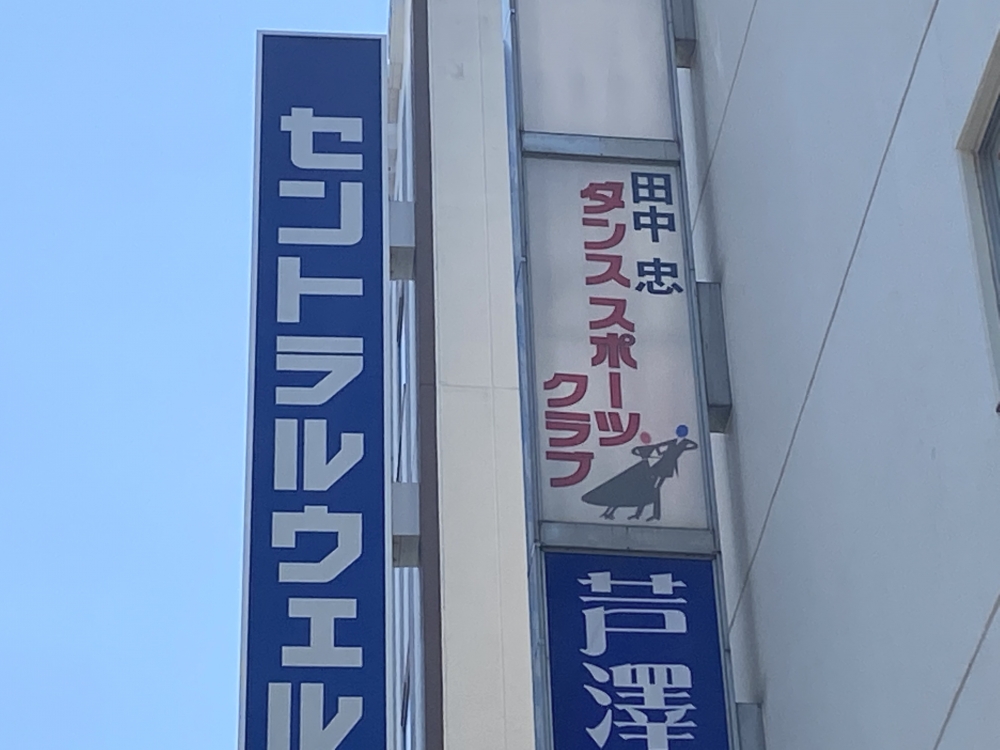 セントラルウェル
田中 忠
ダンススポーツ
クラブ
芦澤